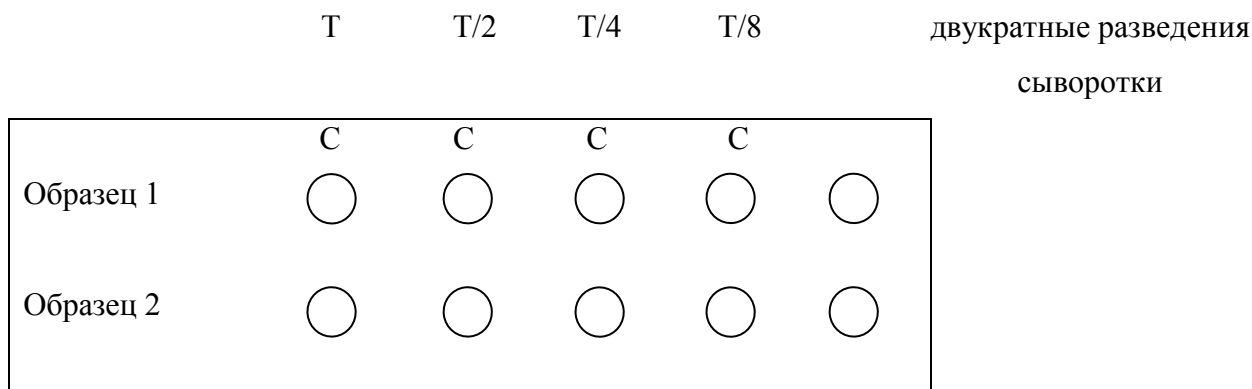 Т Т/2 Т/4 Т/8 двукратные разведения
сыворотки
С С С С
Образец 1
Образец 2